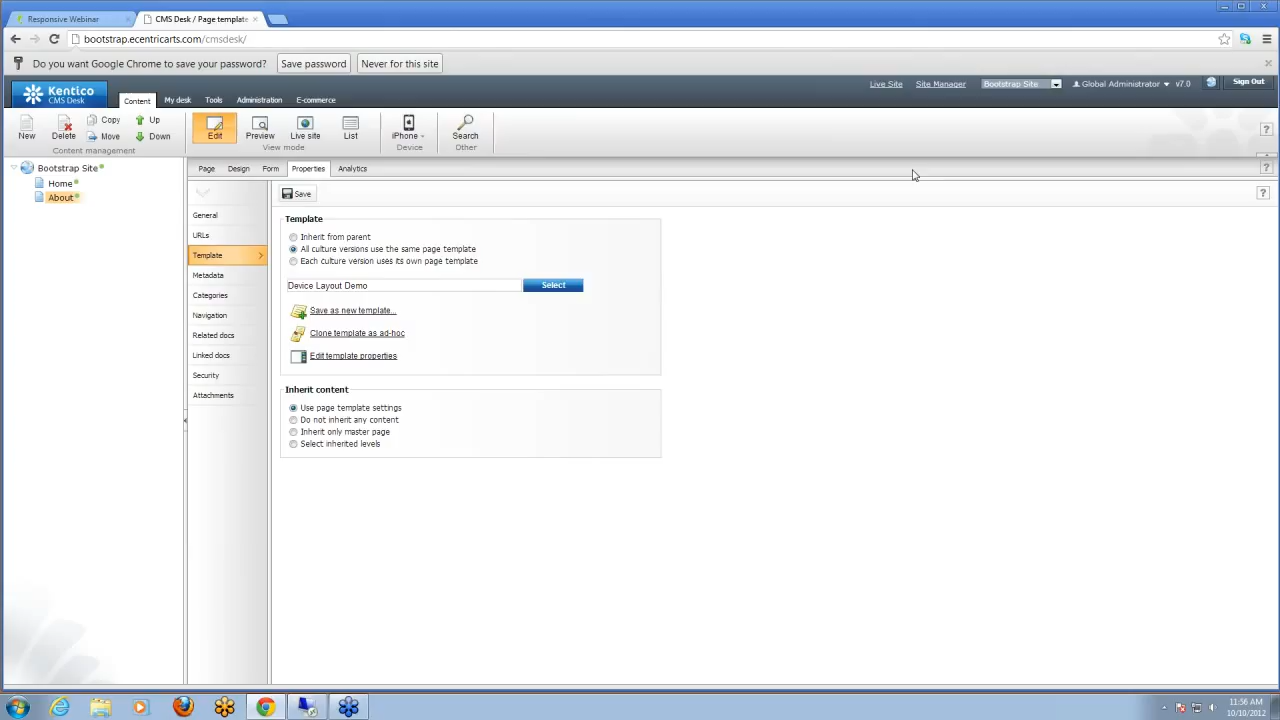 Responsive Webinar
CMS Desk / Page template
bootstrap.ecentricarts.com/cmsdesk/
Do you want Google Chrome to save your password? Save password Never for this site
Kentico CMS Desk
Content My desk Tools Administration E-commerce
Live Site Site Manager Bootstrap Site Global Administrator v7.0 Sign Out
New Delete Copy Move Up Down
Content management
Edit Preview Live site List
View mode
iPhone
Device
Search
Other
Bootstrap Site
Home
About
Page Design Form Properties Analytics
General
URLs
Template
Metadata
Categories
Navigation
Related docs
Linked docs
Security
Attachments
Save
Template
Inherit from parent
All culture versions use the same page template
Each culture version uses its own page template
Device Layout Demo Select
Save as new template...
Clone template as ad-hoc
Edit template properties
Inherit content
Use page template settings
Do not inherit any content
Inherit only master page
Select inherited levels
11:56 AM
10/10/2012